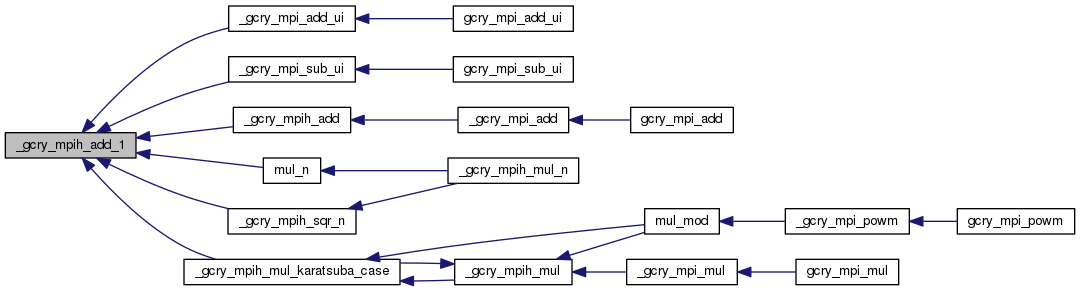 _gcry_mpi_add_ui
gcry_mpi_add_ui
_gcry_mpi_sub_ui
gcry_mpi_sub_ui
_gcry_mpih_add
_gcry_mpi_add
gcry_mpi_add
_gcry_mpih_add_1
mul_n
_gcry_mpih_mul_n
_gcry_mpih_sqr_n
mul_mod
_gcry_mpi_powm
gcry_mpi_powm
_gcry_mpih_mul_karatsuba_case
_gcry_mpih_mul
_gcry_mpi_mul
gcry_mpi_mul